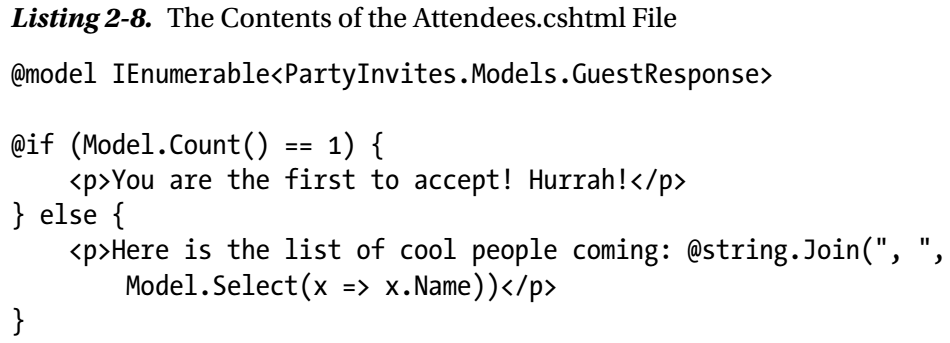 Listing 2-8. The Contents of the Attendees.cshtml File
@model IEnumerable<PartyInvites.Models.GuestResponse>
@if (Model.Count() == 1) {
    <p>You are the first to accept! Hurrah!</p>
} else {
    <p>Here is the list of cool people coming: @string.Join(", ",
        Model.Select(x => x.Name))</p>
}